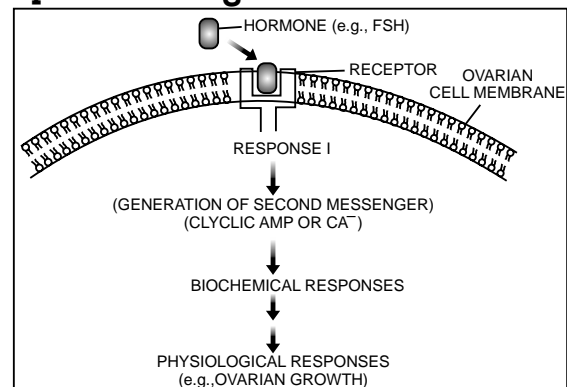 HORMONE (e.g., FSH)
RECEPTOR
OVARIAN
CELL MEMBRANE
RESPONSE I
(GENERATION OF SECOND MESSENGER)
(CLYCLIC AMP OR CA⁻)
BIOCHEMICAL RESPONSES
PHYSIOLOGICAL RESPONSES
(e.g.,OVARIAN GROWTH)